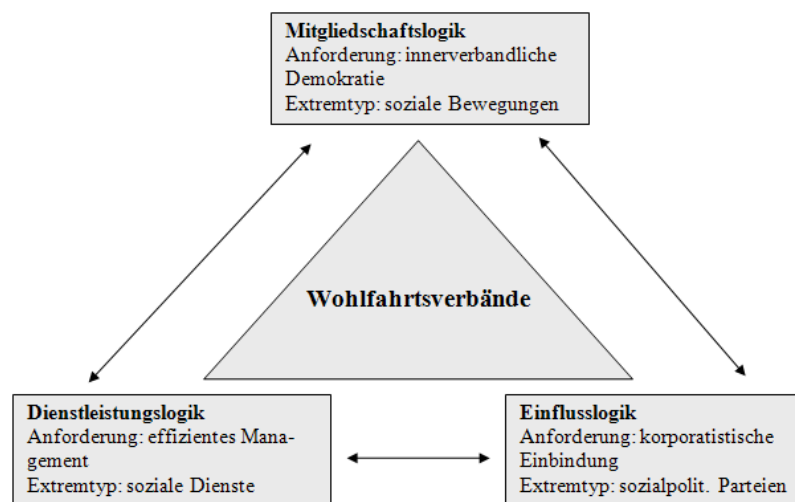 Mitgliedschaftslogik
Anforderung: innerverbandliche
Demokratie
Extremtyp: soziale Bewegungen
Wohlfahrtsverbände
Dienstleistungslogik
Anforderung: effizientes Mana-
gement
Extremtyp: soziale Dienste
Einflusslogik
Anforderung: korporatistische
Einbindung
Extremtyp: sozialpolit. Parteien